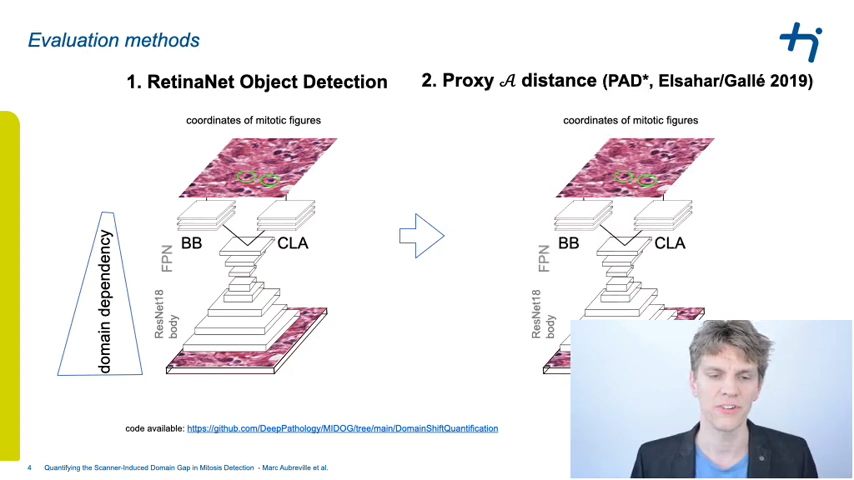 Evaluation methods
1. RetinaNet Object Detection
2. Proxy 𝒜 distance (PAD*, Elsahar/Gallé 2019)
coordinates of mitotic figures
coordinates of mitotic figures
BB
CLA
BB
CLA
FPN
FPN
domain dependency
ResNet18
body
ResNet18
body
code available: https://github.com/DeepPathology/MIDOG/tree/main/DomainShiftQuantification
4 Quantifying the Scanner-Induced Domain Gap in Mitosis Detection - Marc Aubreville et al.